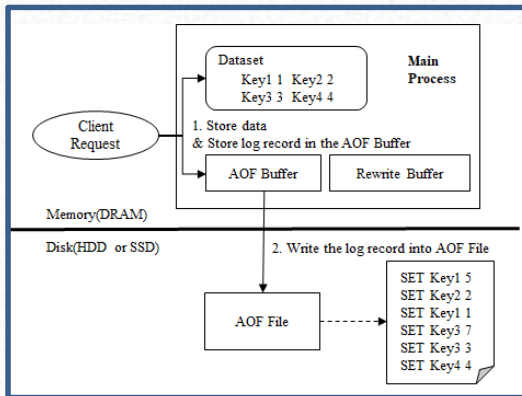 Dataset
Key1 1 Key2 2
Key3 3 Key4 4
Main
Process
Client
Request
1. Store data
& Store log record in the AOF Buffer
AOF Buffer
Rewrite Buffer
Memory(DRAM)
Disk(HDD or SSD)
2. Write the log record into AOF File
AOF File
SET Key1 5
SET Key2 2
SET Key1 1
SET Key3 7
SET Key3 3
SET Key4 4